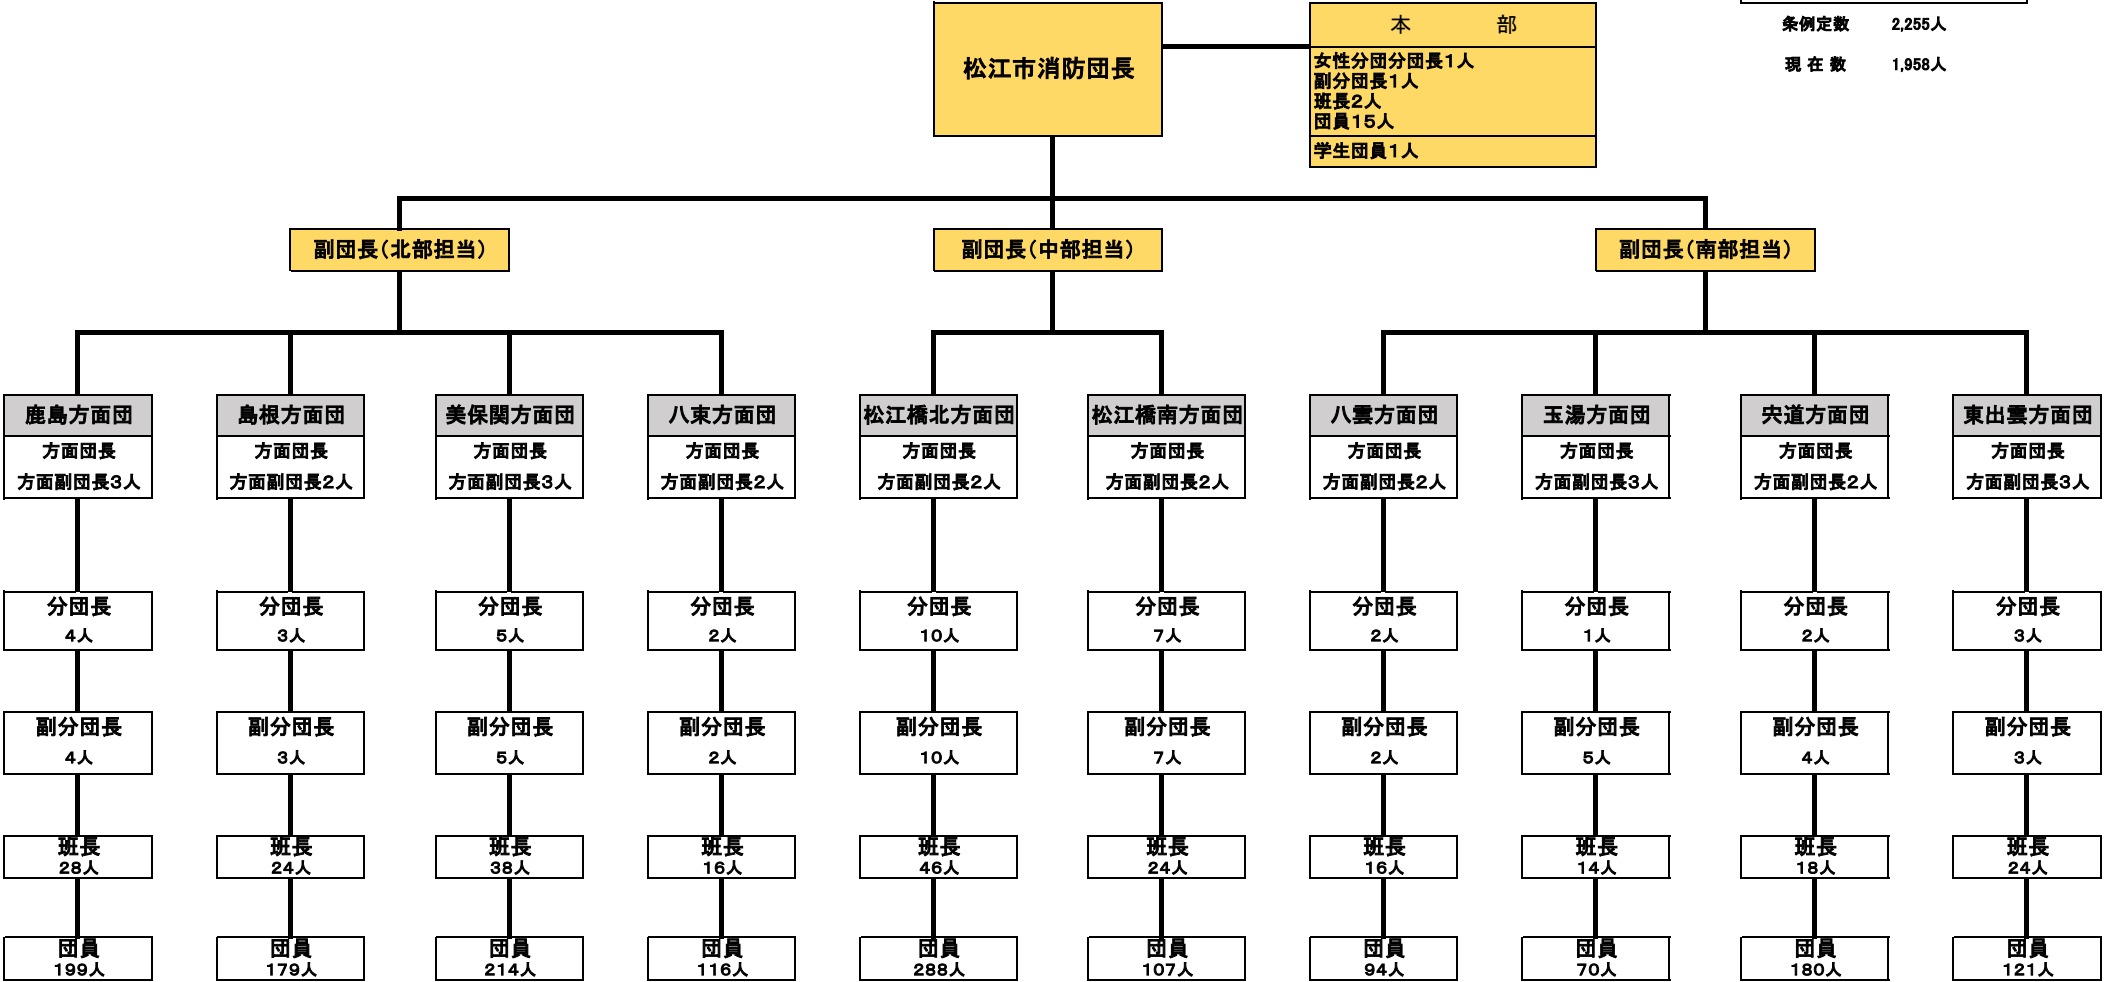 条例定数 2,255人
現在数 1,958人
松江市消防団長
本 部
女性分団分団長1人
副分団長1人
班長2人
団員15人
学生団員1人
副団長(北部担当)
副団長(中部担当)
副団長(南部担当)
鹿島方面団
方面団長
方面副団長3人
分団長
4人
副分団長
4人
班長
28人
団員
199人
島根方面団
方面団長
方面副団長2人
分団長
3人
副分団長
3人
班長
24人
団員
179人
美保関方面団
方面団長
方面副団長3人
分団長
5人
副分団長
5人
班長
38人
団員
214人
八束方面団
方面団長
方面副団長2人
分団長
2人
副分団長
2人
班長
16人
団員
116人
松江橋北方面団
方面団長
方面副団長2人
分団長
10人
副分団長
10人
班長
46人
団員
288人
松江橋南方面団
方面団長
方面副団長2人
分団長
7人
副分団長
7人
班長
24人
団員
107人
八雲方面団
方面団長
方面副団長2人
分団長
2人
副分団長
2人
班長
16人
団員
94人
玉湯方面団
方面団長
方面副団長3人
分団長
1人
副分団長
5人
班長
14人
団員
70人
宍道方面団
方面団長
方面副団長2人
分団長
2人
副分団長
4人
班長
18人
団員
180人
東出雲方面団
方面団長
方面副団長3人
分団長
3人
副分団長
3人
班長
24人
団員
121人